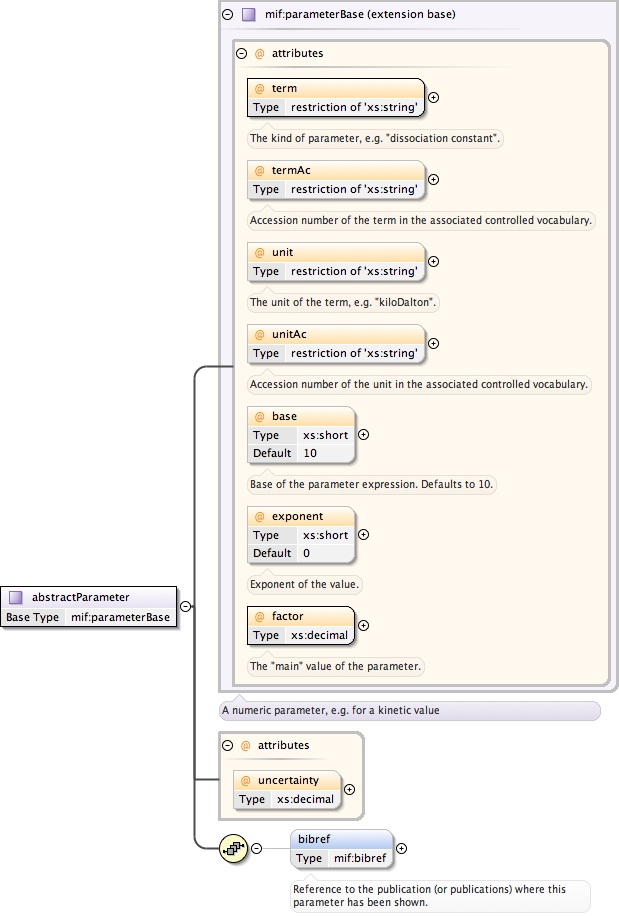 mif:parameterBase (extension base)
@ attributes
@ term
Type restriction of 'xs:string'
The kind of parameter, e.g. "dissociation constant".
@ termAc
Type restriction of 'xs:string'
Accession number of the term in the associated controlled vocabulary.
@ unit
Type restriction of 'xs:string'
The unit of the term, e.g. "kiloDalton".
@ unitAc
Type restriction of 'xs:string'
Accession number of the unit in the associated controlled vocabulary.
@ base
Type xs:short
Default 10
Base of the parameter expression. Defaults to 10.
@ exponent
Type xs:short
Default 0
Exponent of the value.
abstractParameter
Base Type mif:parameterBase
@ factor
Type xs:decimal
The "main" value of the parameter.
A numeric parameter, e.g. for a kinetic value
@ attributes
@ uncertainty
Type xs:decimal
bibref
Type mif:bibref
Reference to the publication (or publications) where this
parameter has been shown.